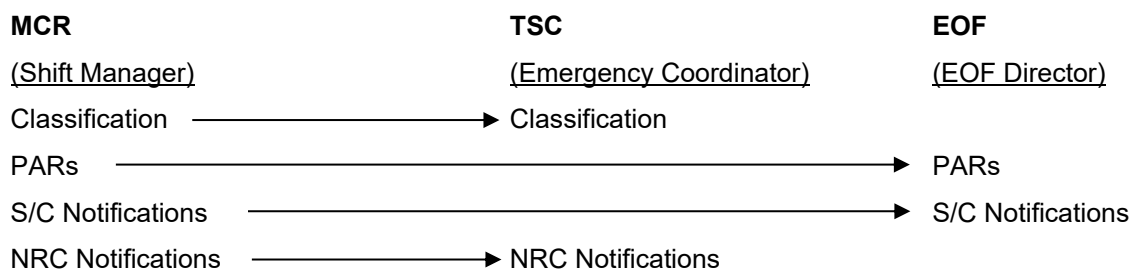 MCR TSC EOF
(Shift Manager) (Emergency Coordinator) (EOF Director)
Classification Classification
PARs PARs
S/C Notifications S/C Notifications
NRC Notifications NRC Notifications